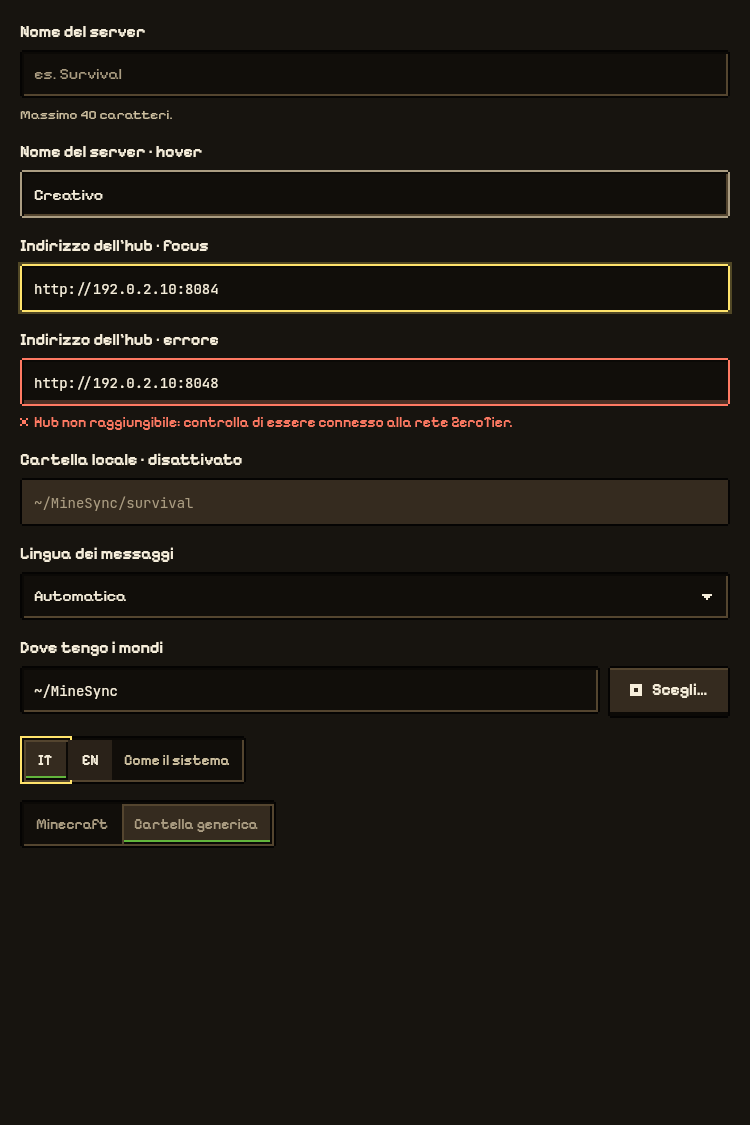 Nome del server
es. Survival
Massimo 40 caratteri.
Nome del server · hover
Creativo
Indirizzo dell'hub · focus
http://192.0.2.10:8084
Indirizzo dell'hub · errore
http://192.0.2.10:8048
Hub non raggiungibile: controlla di essere connesso alla rete ZeroTier.
Cartella locale · disattivato
~/MineSync/survival
Lingua dei messaggi
Automatica
Dove tengo i mondi
~/MineSync
Scegli…
IT EN Come il sistema
Minecraft Cartella generica